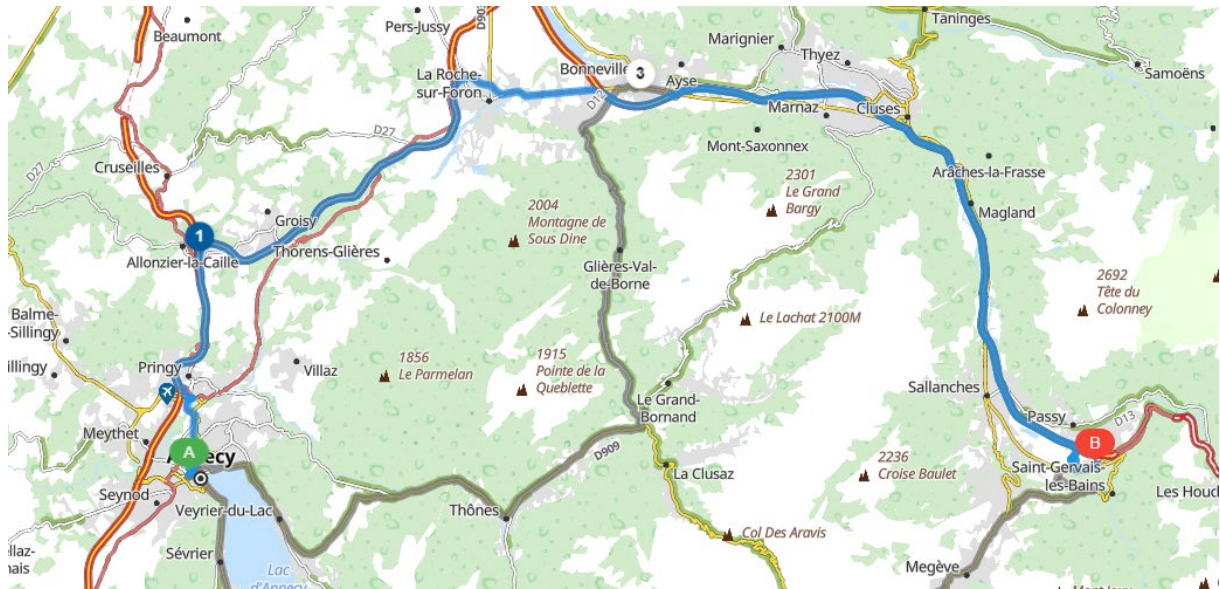 Beaumont
Pers-Jussy
Taninges
Marignier
Thyez
Samoëns
La Roche-
sur-Foron
Bonneville
3
Ayse
D12
Marnaz
Cluses
D27
D27
Cruseilles
Mont-Saxonnex
Arâches-la-Frasse
2301
Le Grand
Bargy
Magland
2004
Montagne de
Sous Dine
1
Groisy
Allonzier-la-Caille
Thorens-Glières
Glières-Val-
de-Borne
2692
Tête du
Colonney
Balme-
-Sillingy
illingy
Le Lachat 2100M
Pringy
Villaz
1856
Le Parmelan
1915
Pointe de la
Queblette
Sallanches
Le Grand-
Bornand
Passy
D13
Meythet
A
B
D909
2236
Croise Baulet
La Clusaz
Saint-Gervais-
les-Bains
Seynod
Veyrier-du-Lac
Thônes
Les Houch
Col Des Aravis
Sévrier
Lac
d'Annecy
Megève